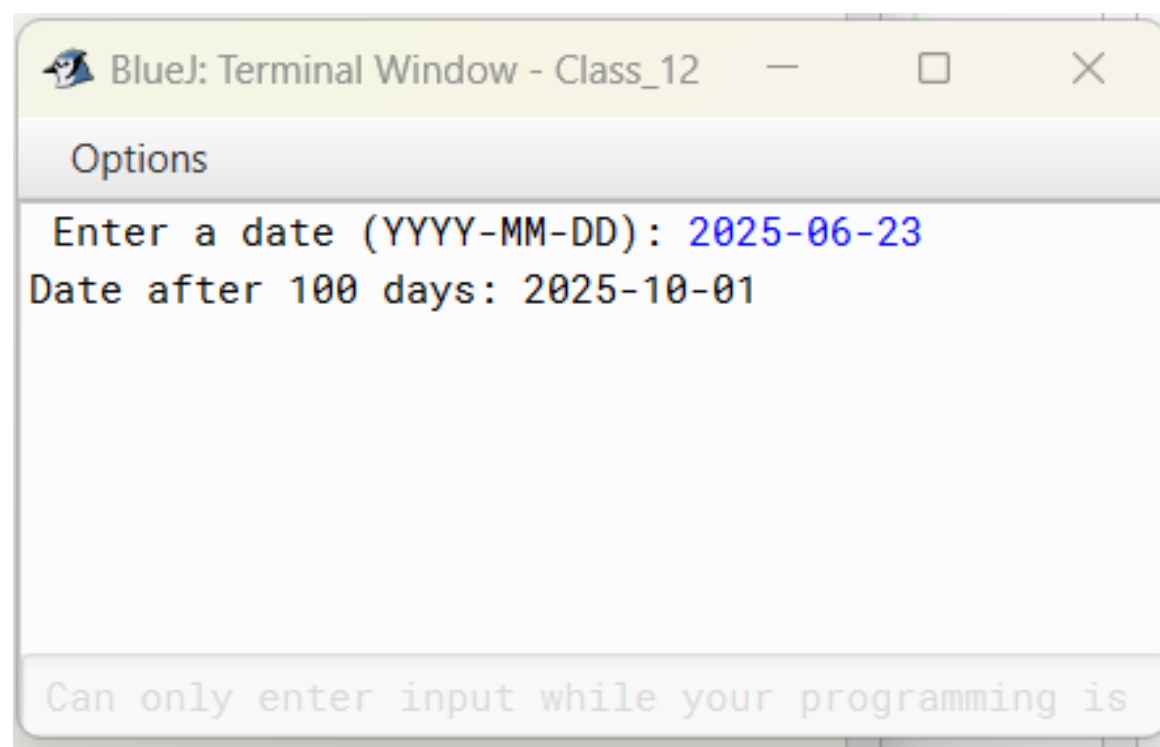 BlueJ: Terminal Window - Class_12
Options
Enter a date (YYYY-MM-DD): 2025-06-23
Date after 100 days: 2025-10-01
Can only enter input while your programming is